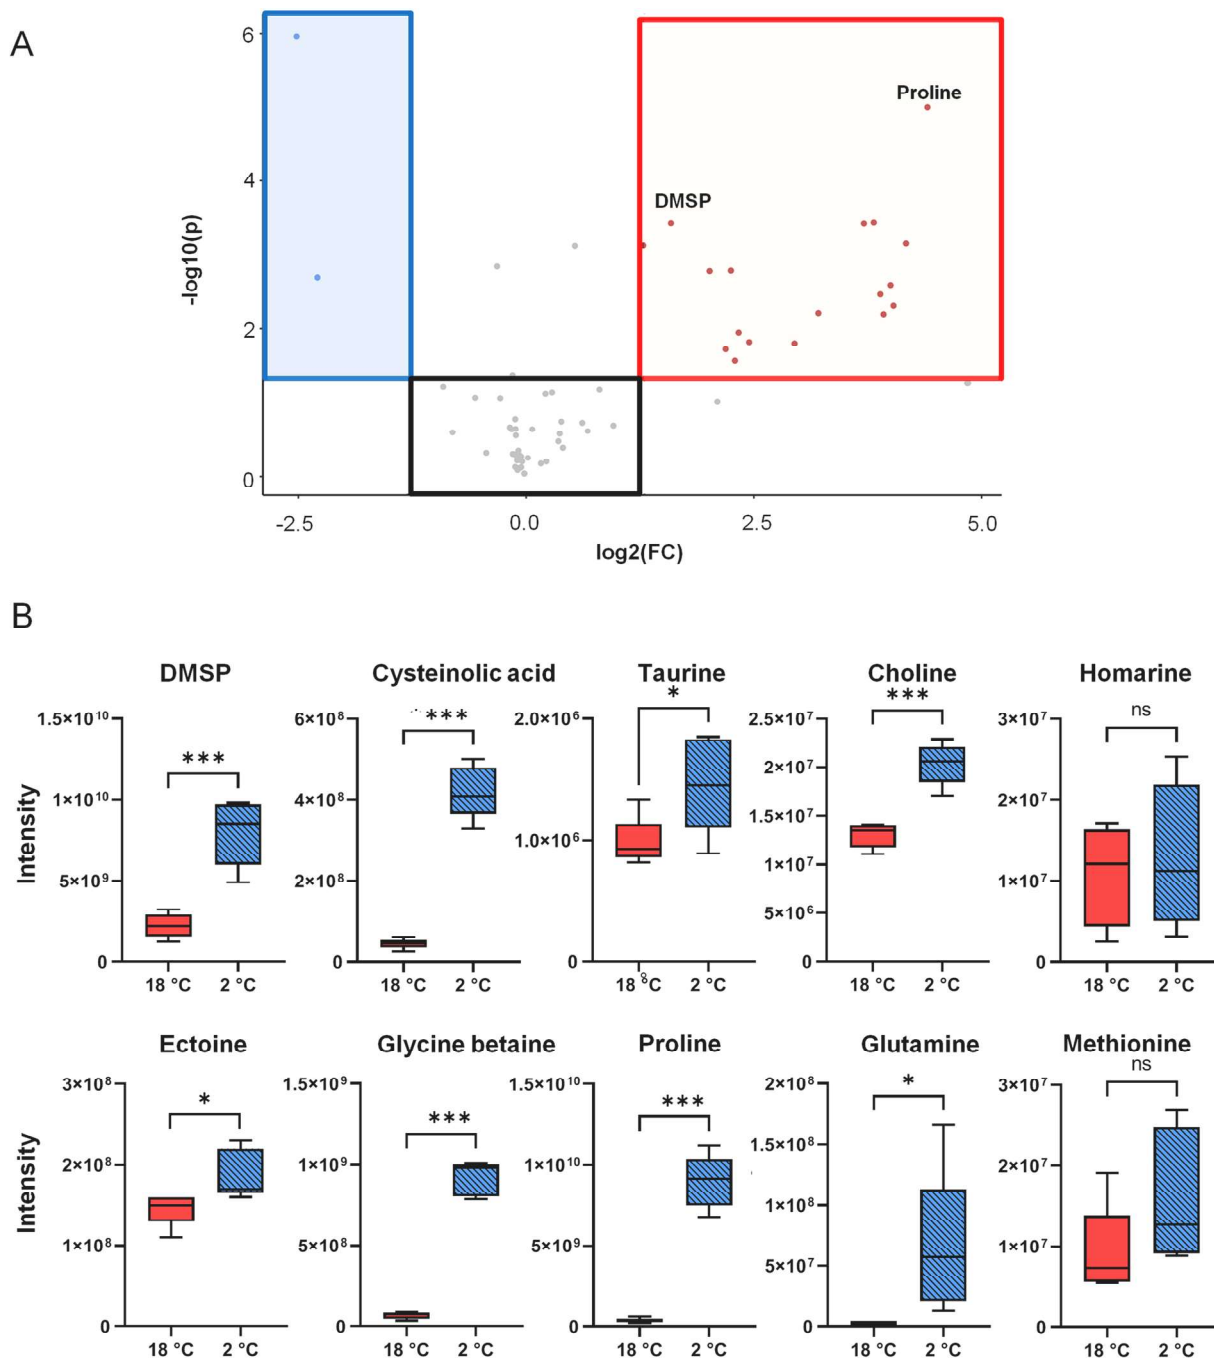 A
6
4
2
0
-log10(p)
Proline
DMSP
-2.5 0.0 2.5 5.0
log2(FC)
B
DMSP Cysteinolic acid Taurine Choline Homarine
Intensity
1.5×10¹⁰
1×10¹⁰
5×10⁹
0
***
18 °C 2 °C
6×10⁸
4×10⁸
2×10⁸
0
***
18 °C 2 °C
2.0×10⁶
1.0×10⁶
0
*
18 °C 2 °C
2.5×10⁷
2×10⁷
1.5×10⁷
1×10⁷
5×10⁶
0
***
18 °C 2 °C
3×10⁷
2×10⁷
1×10⁷
0
ns
18 °C 2 °C
Ectoine Glycine betaine Proline Glutamine Methionine
Intensity
3×10⁸
2×10⁸
1×10⁸
0
*
18 °C 2 °C
1.5×10⁹
1×10⁹
5×10⁸
0
***
18 °C 2 °C
1.5×10¹⁰
1×10¹⁰
5×10⁹
0
***
18 °C 2 °C
2×10⁸
1.5×10⁸
1×10⁸
5×10⁷
0
*
18 °C 2 °C
3×10⁷
2×10⁷
1×10⁷
0
ns
18 °C 2 °C